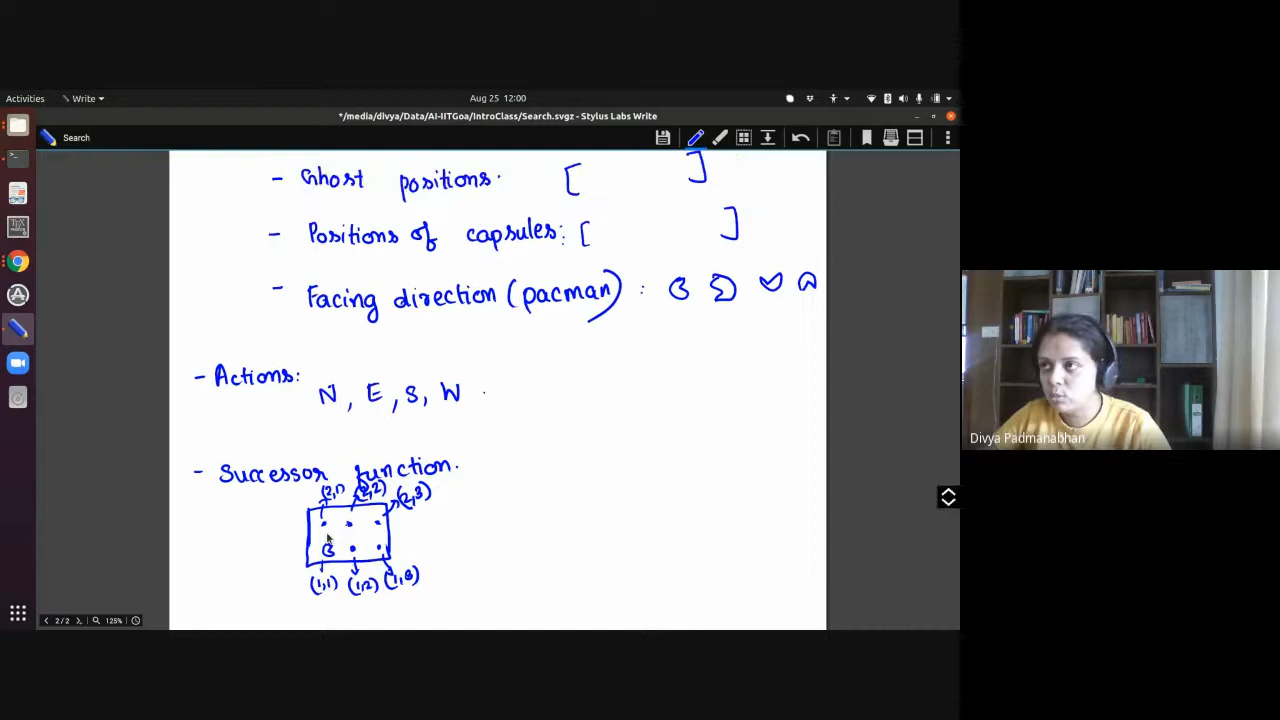 Activities
Write
Aug 25 12:00
*/media/divya/Data/AI-IITGoa/IntroClass/Search.svgz - Stylus Labs Write
Search
- Ghost positions. [ ]
- Positions of capsules: [ ]
- Facing direction (pacman) :
- Actions:
N, E, S, W
- Successor function.
(2,1) (2,2) (2,3)
(1,1) (1,2) (1,3)
Divya Padmanabhan
2/2 125%